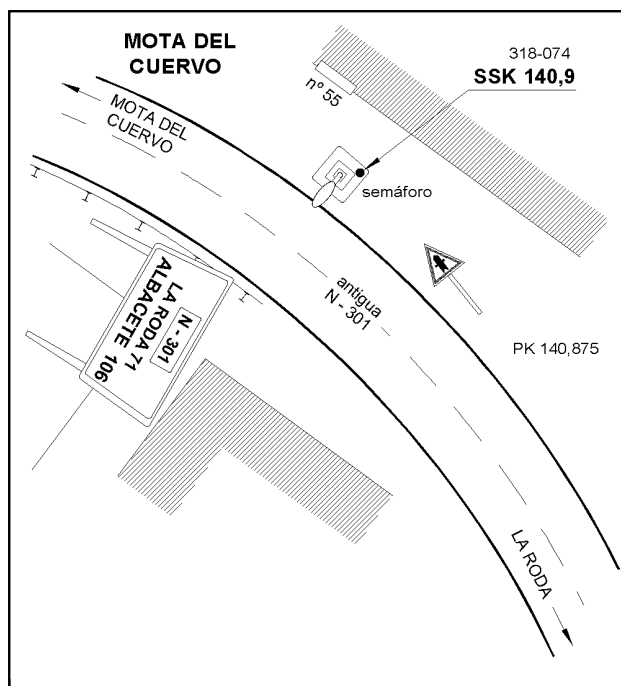 MOTA DEL
CUERVO
318-074
SSK 140,9
nº 55
MOTA DEL
CUERVO
semáforo
antigua
N - 301
N - 301
LA RODA 71
ALBACETE 106
PK 140,875
LA RODA